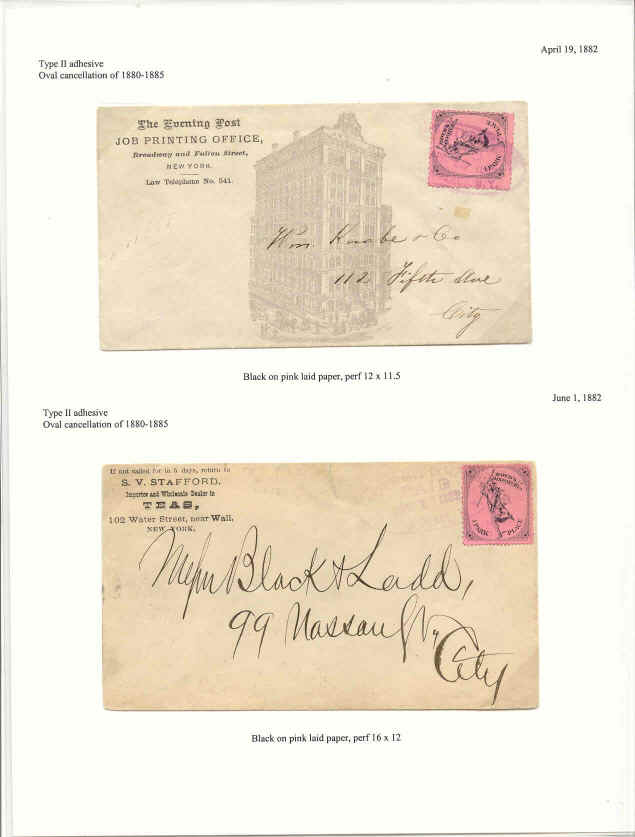 April 19, 1882
Type II adhesive
Oval cancellation of 1880-1885
The Evening Post
JOB PRINTING OFFICE,
Broadway and Fulton Street,
NEW YORK.
Law Telephone No. 541.
Wm. Knabe & Co
112 Fifth Ave
City
Black on pink laid paper, perf 12 x 11.5
June 1, 1882
Type II adhesive
Oval cancellation of 1880-1885
If not called for in 5 days, return to
S. V. STAFFORD,
Importer and Wholesale Dealer in
TEAS,
102 Water Street, near Wall,
NEW YORK.
Messrs Black & Ladd,
99 Nassau St,
City
Black on pink laid paper, perf 16 x 12